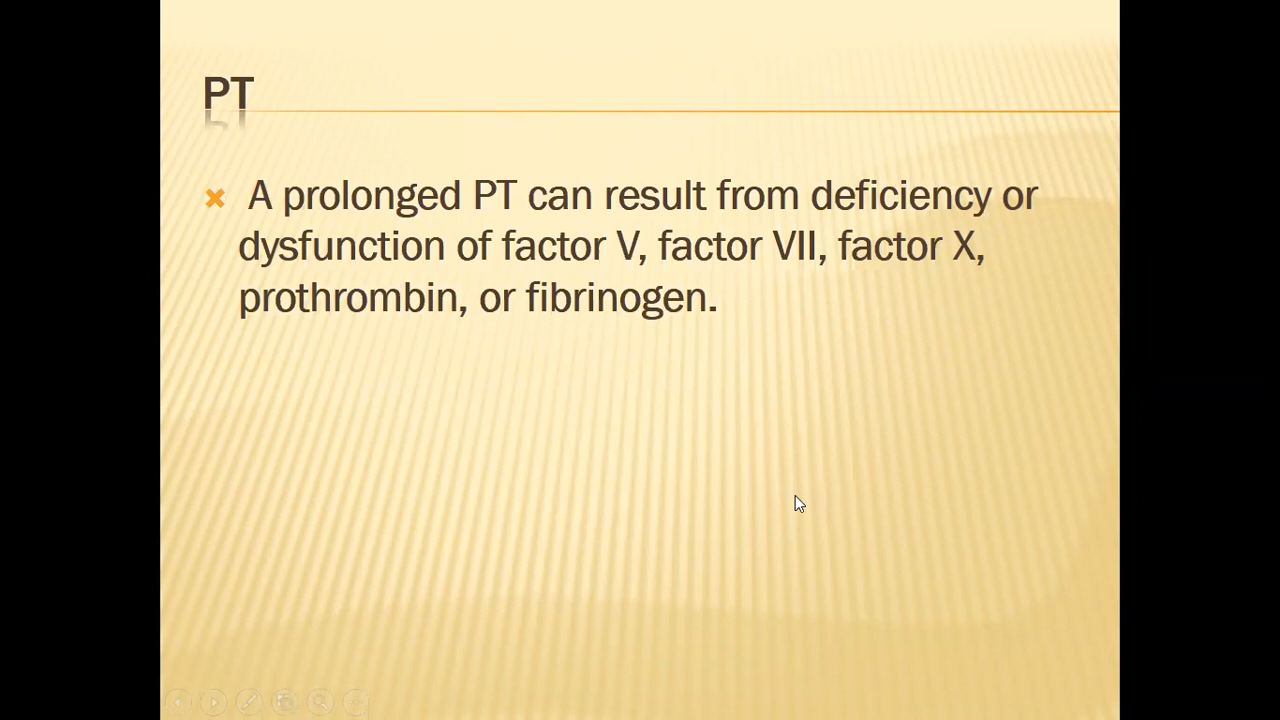 PT
A prolonged PT can result from deficiency or
dysfunction of factor V, factor VII, factor X,
prothrombin, or fibrinogen.